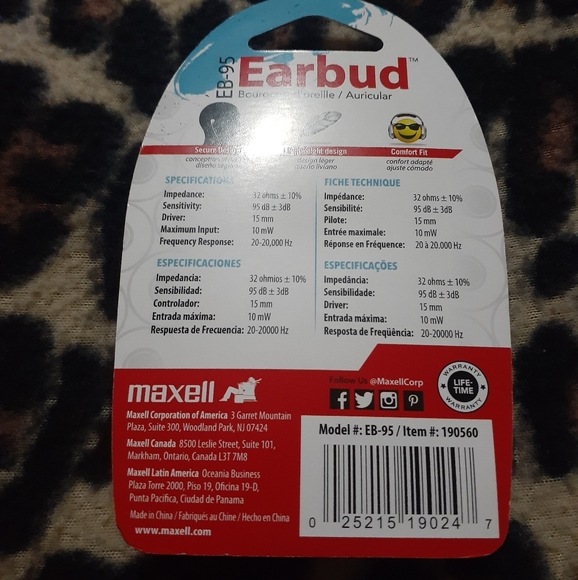 EB-95
Earbud™
Bourgeon d'oreille / Auricular
Secure Design
Lightweight design
Comfort Fit
design léger
confort adapté
ajuste cómodo
SPECIFICATIONS
Impedance: 32 ohms ± 10%
Sensitivity: 95 dB ± 3dB
Driver: 15 mm
Maximum Input: 10 mW
Frequency Response: 20-20,000 Hz
FICHE TECHNIQUE
Impédance: 32 ohms ± 10%
Sensibilité: 95 dB ± 3dB
Pilote: 15 mm
Entrée maximale: 10 mW
Réponse en Fréquence: 20 à 20.000 Hz
ESPECIFICACIONES
Impedancia: 32 ohmios ± 10%
Sensibilidad: 95 dB ± 3dB
Controlador: 15 mm
Entrada máxima: 10 mW
Respuesta de Frecuencia: 20-20000 Hz
ESPECIFICAÇÕES
Impedância: 32 ohms ± 10%
Sensibilidade: 95 dB ± 3dB
Driver: 15 mm
Entrada máxima: 10 mW
Resposta de Freqüência: 20-20000 Hz
maxell
Maxell Corporation of America 3 Garret Mountain
Plaza, Suite 300, Woodland Park, NJ 07424
Maxell Canada 8500 Leslie Street, Suite 101,
Markham, Ontario, Canada L3T 7M8
Maxell Latin America Oceania Business
Plaza Torre 2000, Piso 19, Oficina 19-D,
Punta Pacifica, Ciudad de Panama
Made in China / Fabriqués au Chine / Hecho en China
www.maxell.com
Follow Us @MaxellCorp
WARRANTY
LIFE-
TIME
WARRANTY
Model #: EB-95 / Item #: 190560
0 25215 19024 7